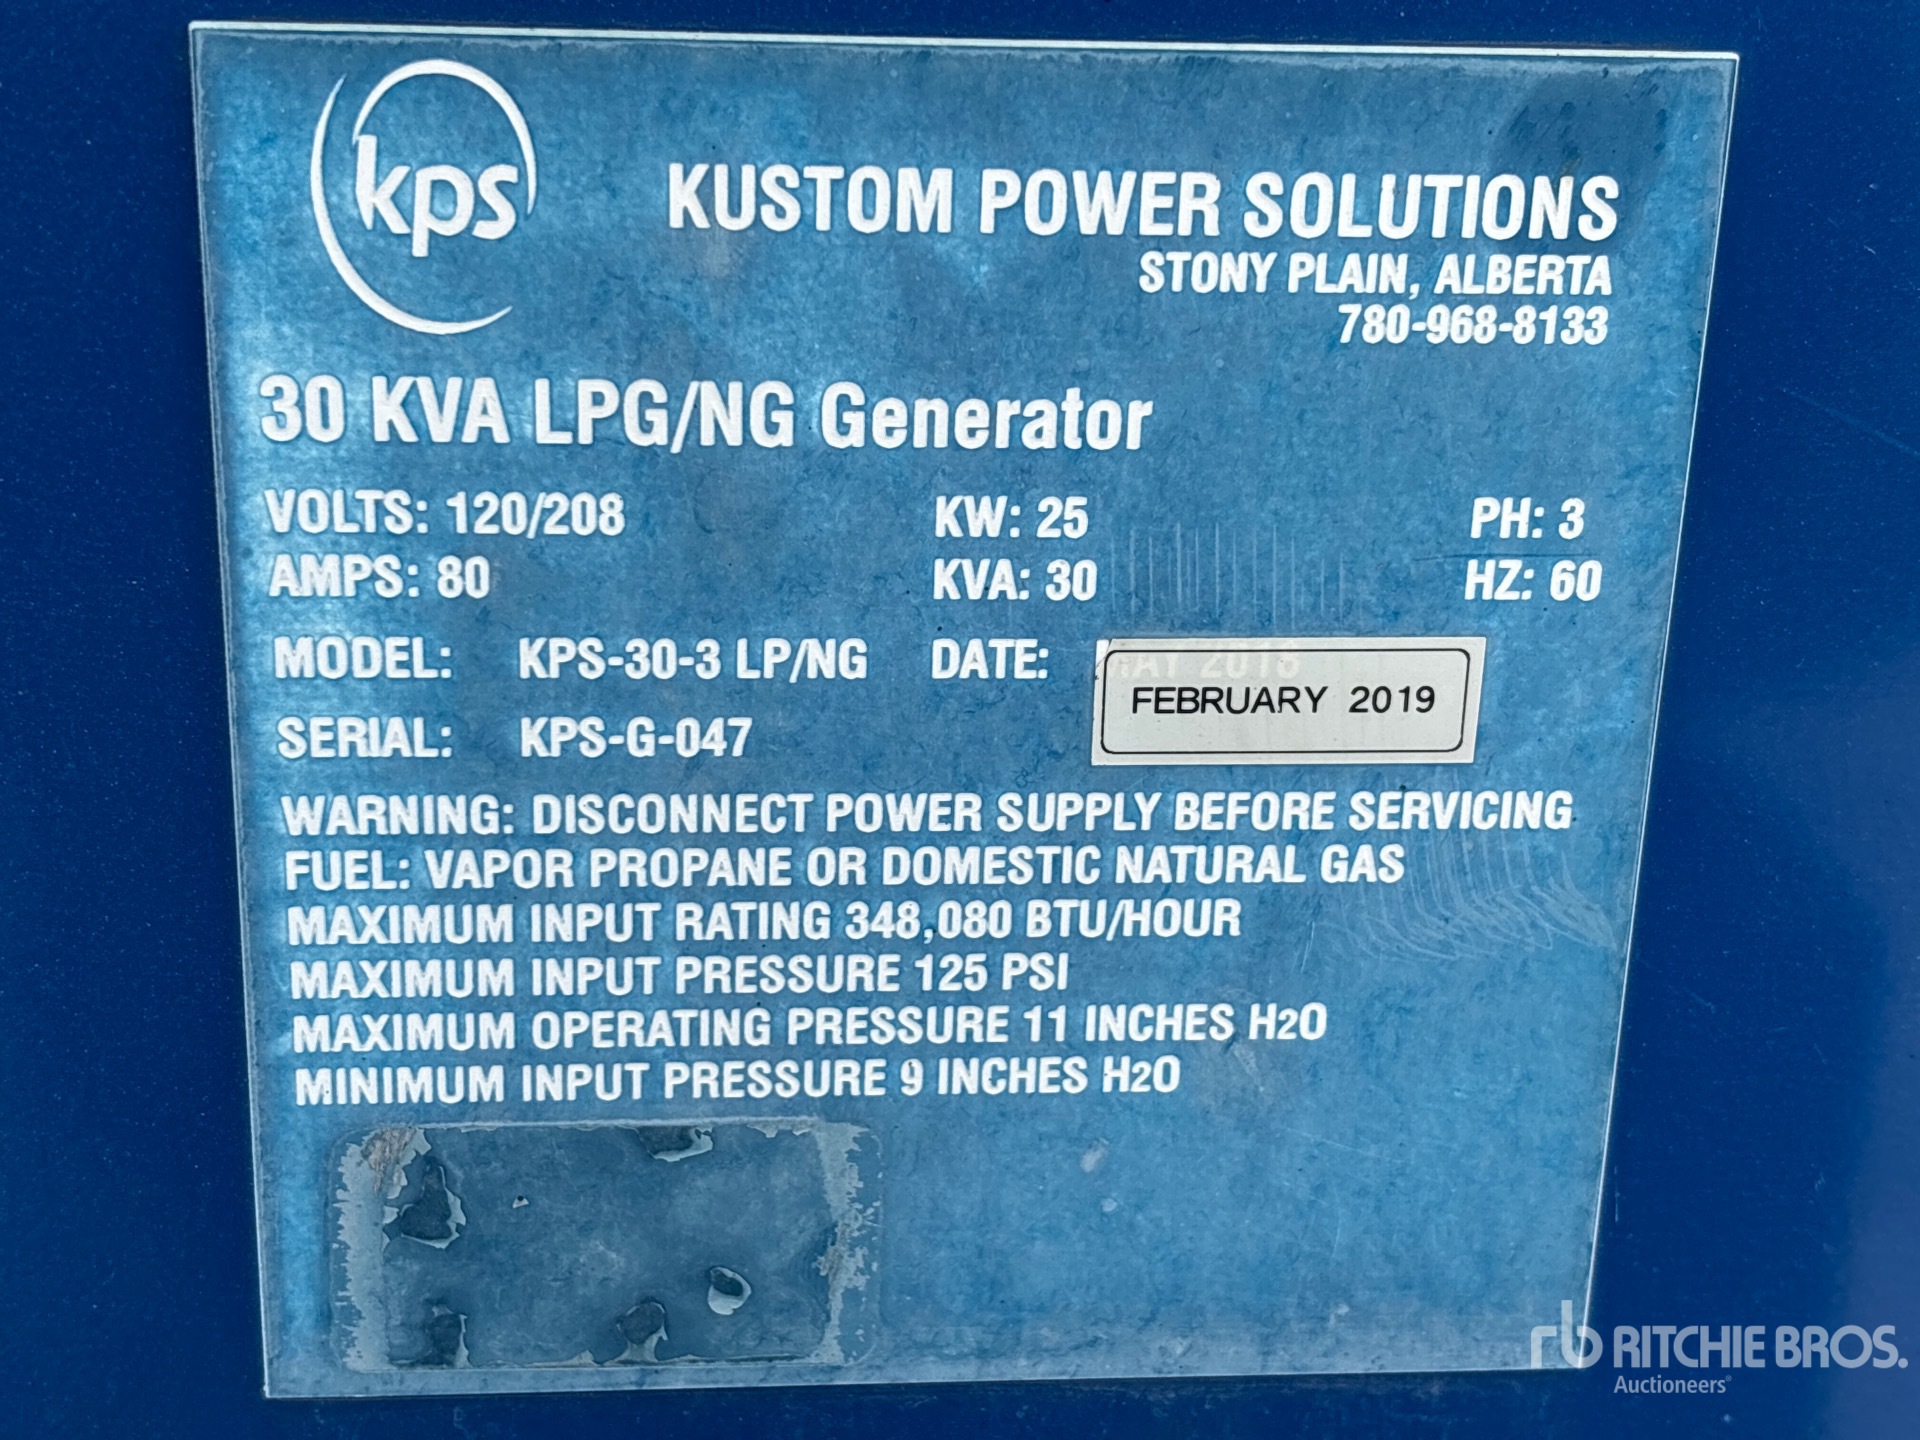 kps
KUSTOM POWER SOLUTIONS
STONY PLAIN, ALBERTA
780-968-8133
30 KVA LPG/NG Generator
VOLTS: 120/208 KW: 25 PH: 3
AMPS: 80 KVA: 30 HZ: 60
MODEL: KPS-30-3 LP/NG DATE: MAY 2018
FEBRUARY 2019
SERIAL: KPS-G-047
WARNING: DISCONNECT POWER SUPPLY BEFORE SERVICING
FUEL: VAPOR PROPANE OR DOMESTIC NATURAL GAS
MAXIMUM INPUT RATING 348,080 BTU/HOUR
MAXIMUM INPUT PRESSURE 125 PSI
MAXIMUM OPERATING PRESSURE 11 INCHES H2O
MINIMUM INPUT PRESSURE 9 INCHES H2O
rb RITCHIE BROS.
Auctioneers